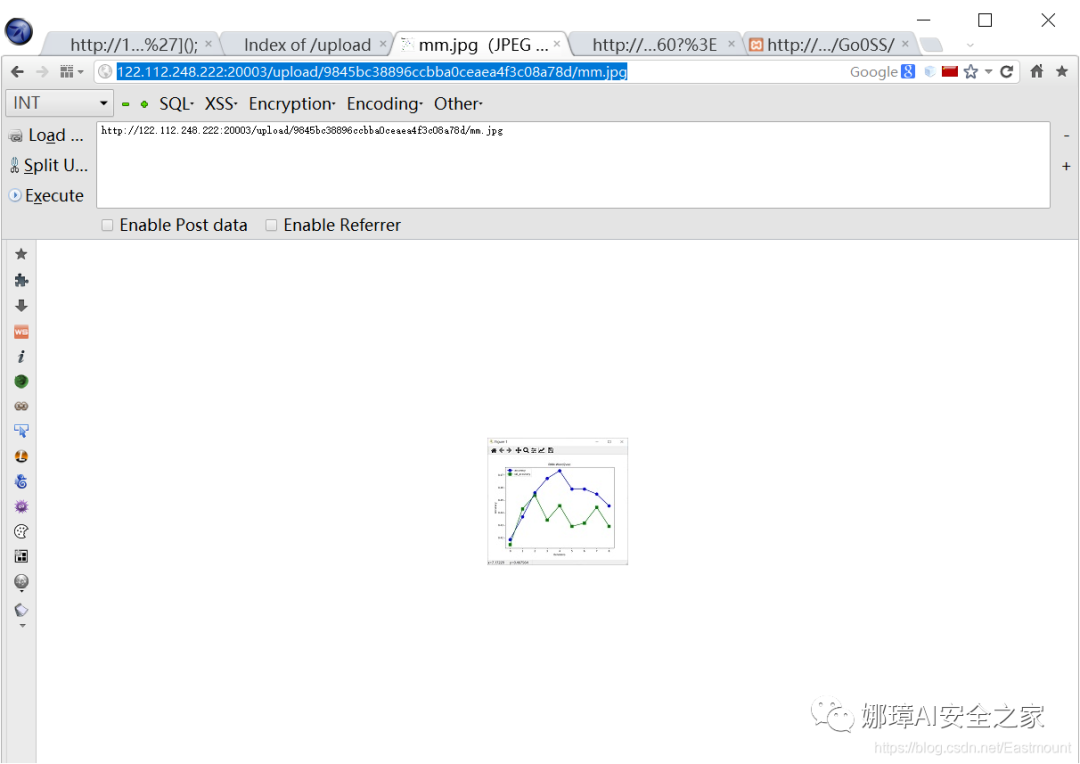 http://1...%27](); ×
Index of /upload ×
mm.jpg (JPEG ... ×
http://...60?%3E ×
http://.../Go0SS/ ×
122.112.248.222:20003/upload/9845bc38896ccbba0ceaea4f3c08a78d/mm.jpg
Google 8
INT
SQL XSS Encryption Encoding Other
Load ...
http://122.112.248.222:20003/upload/9845bc38896ccbba0ceaea4f3c08a78d/mm.jpg
Split U...
Execute
Enable Post data Enable Referrer
WG
娜璋AI安全之家
https://blog.csdn.net/Eastmount